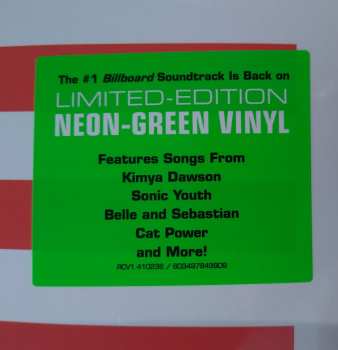 The #1 Billboard Soundtrack Is Back on
LIMITED-EDITION
NEON-GREEN VINYL
Features Songs From
Kimya Dawson
Sonic Youth
Belle and Sebastian
Cat Power
and More!
RCV1 410236 / 603497849909